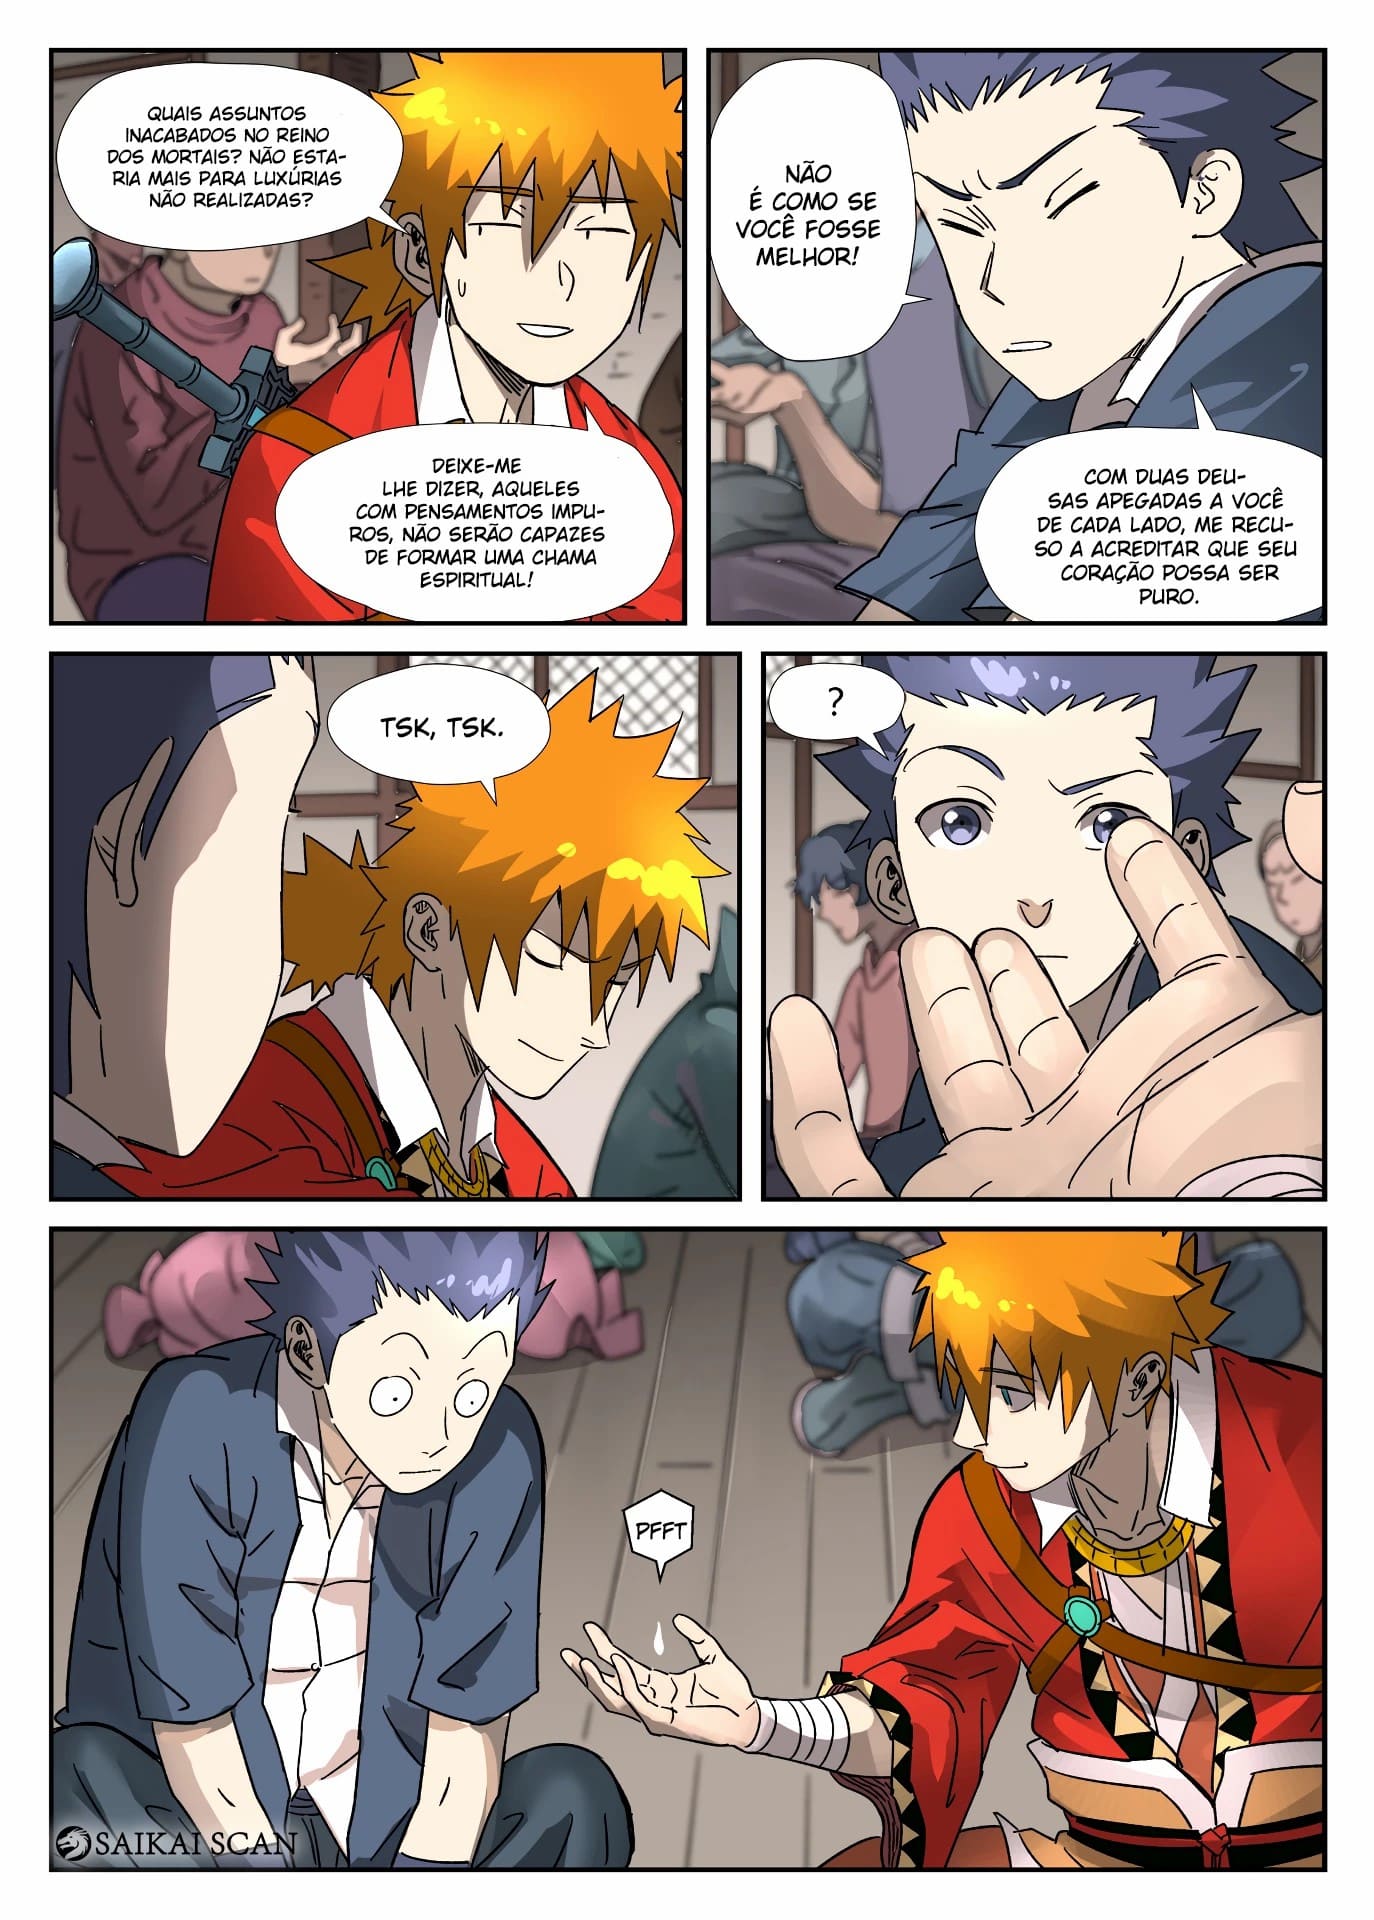 QUAIS ASSUNTOS
INACABADOS NO REINO
DOS MORTAIS? NÃO ESTA-
RIA MAIS PARA LUXÚRIAS
NÃO REALIZADAS?
DEIXE-ME
LHE DIZER, AQUELES
COM PENSAMENTOS IMPU-
ROS, NÃO SERÃO CAPAZES
DE FORMAR UMA CHAMA
ESPIRITUAL!
NÃO
É COMO SE
VOCÊ FOSSE
MELHOR!
COM DUAS DEU-
SAS APEGADAS A VOCÊ
DE CADA LADO, ME RECU-
SO A ACREDITAR QUE SEU
CORAÇÃO POSSA SER
PURO.
TSK, TSK.
?
PFFT
SAIKAI SCAN